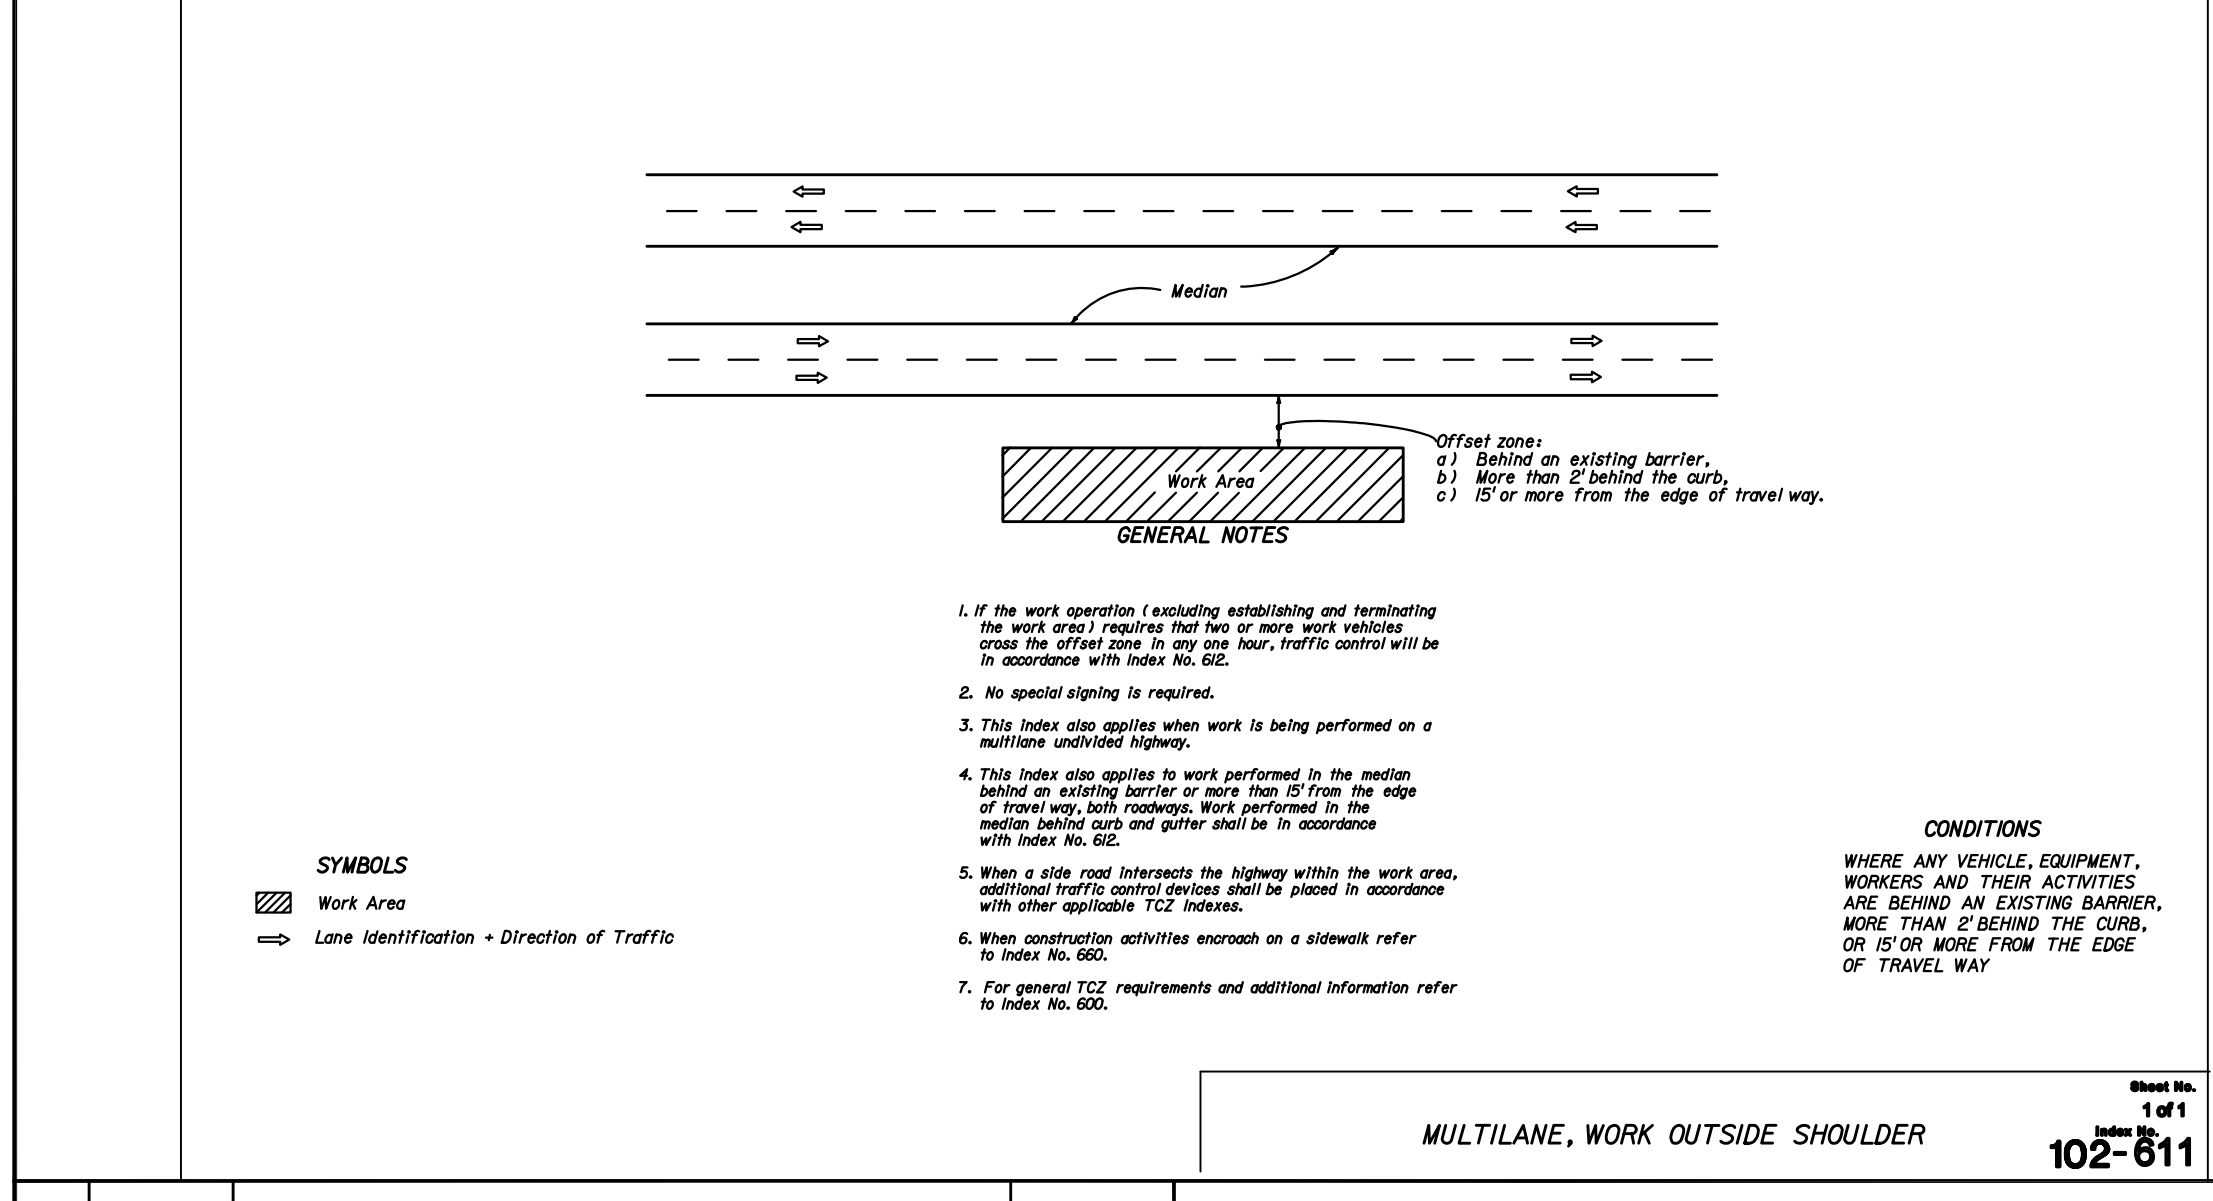 Median
Offset zone:
a) Behind an existing barrier,
b) More than 2' behind the curb,
c) 15' or more from the edge of travel way.
Work Area
GENERAL NOTES
1. If the work operation (excluding establishing and terminating
the work area) requires that two or more work vehicles
cross the offset zone in any one hour, traffic control will be
in accordance with Index No. 612.
2. No special signing is required.
3. This index also applies when work is being performed on a
multilane undivided highway.
4. This index also applies to work performed in the median
behind an existing barrier or more than 15' from the edge
of travel way, both roadways. Work performed in the
median behind curb and gutter shall be in accordance
with Index No. 612.
5. When a side road intersects the highway within the work area,
additional traffic control devices shall be placed in accordance
with other applicable TCZ Indexes.
6. When construction activities encroach on a sidewalk refer
to Index No. 660.
7. For general TCZ requirements and additional information refer
to Index No. 600.
SYMBOLS
Work Area
Lane Identification + Direction of Traffic
CONDITIONS
WHERE ANY VEHICLE, EQUIPMENT,
WORKERS AND THEIR ACTIVITIES
ARE BEHIND AN EXISTING BARRIER,
MORE THAN 2' BEHIND THE CURB,
OR 15' OR MORE FROM THE EDGE
OF TRAVEL WAY
MULTILANE, WORK OUTSIDE SHOULDER
Sheet No.
1 of 1
Index No.
102-611